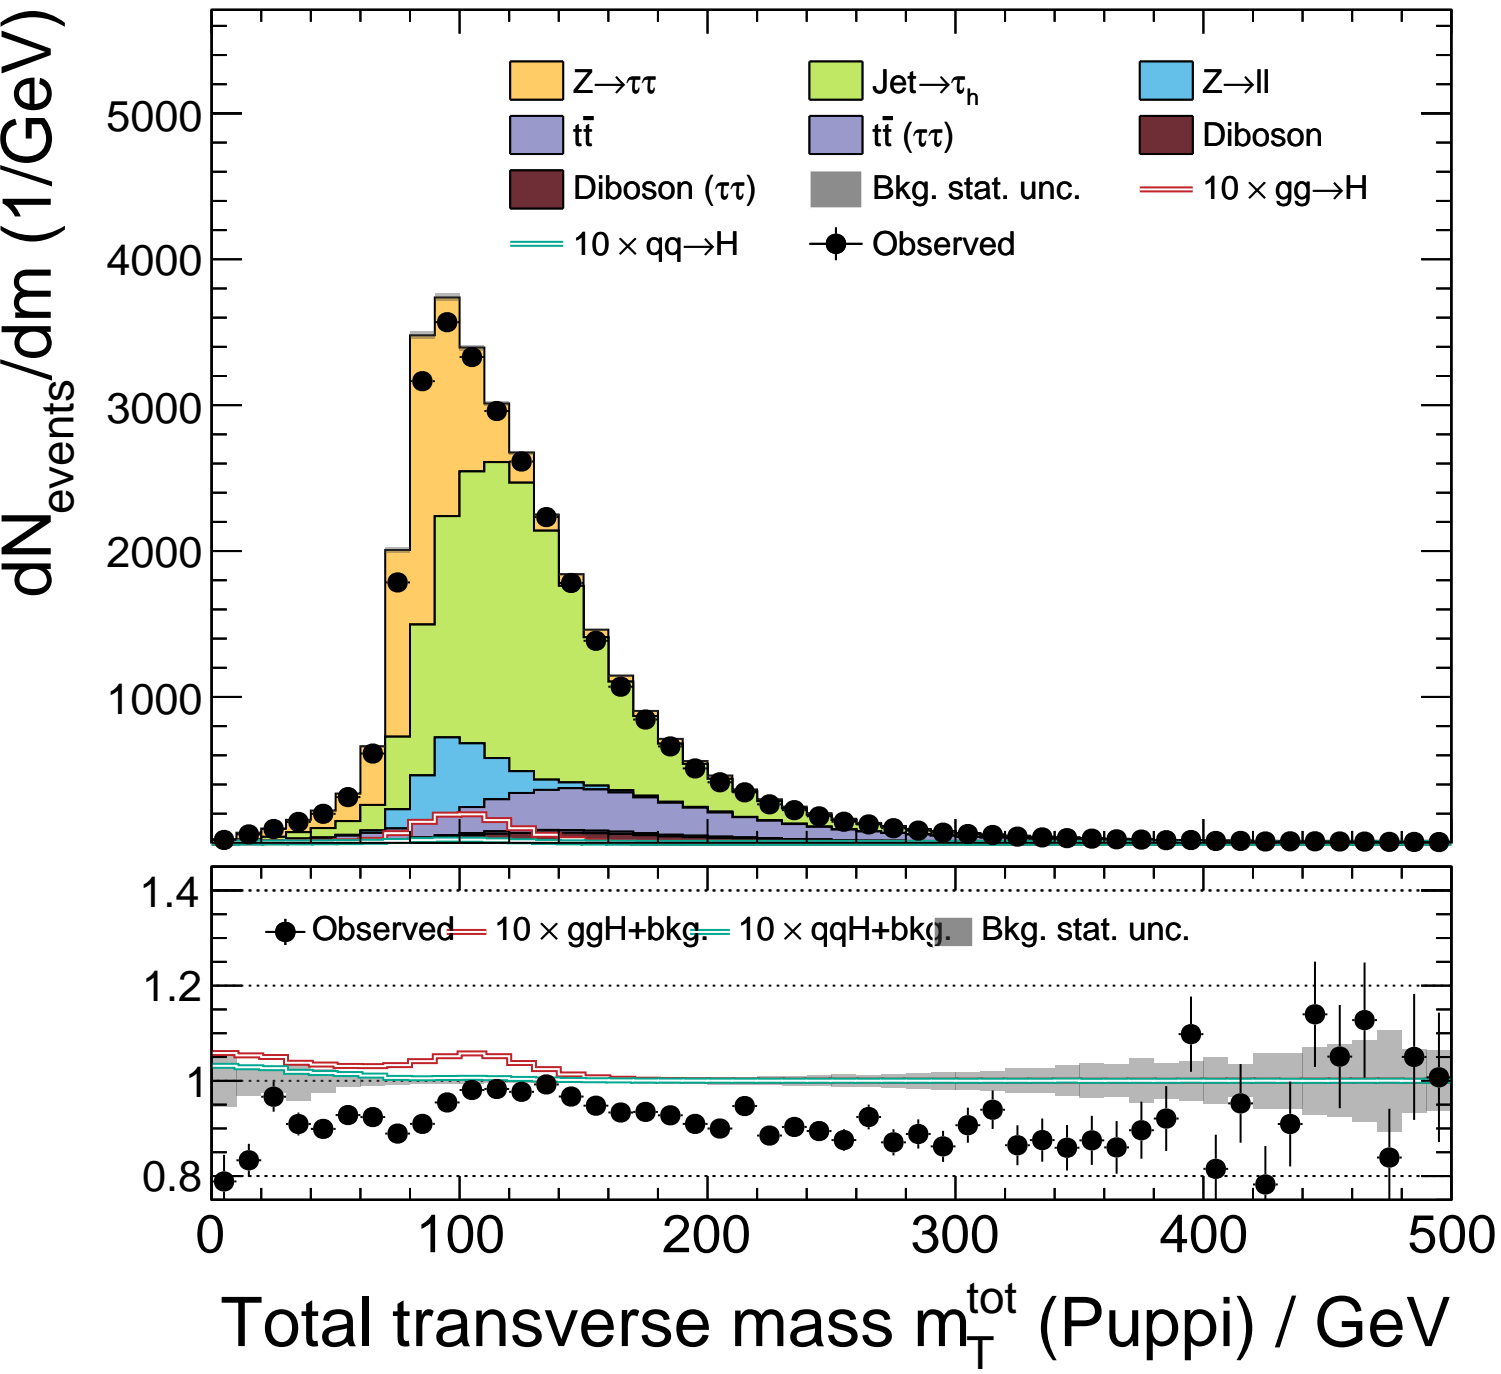 dN_events/dm (1/GeV)
5000
4000
3000
2000
1000
Z→ττ Jet→τ_h Z→ll
tt̄ tt̄ (ττ) Diboson
Diboson (ττ) Bkg. stat. unc. 10 × gg→H
10 × qq→H Observed
1.4
Observed 10 × ggH+bkg. 10 × qqH+bkg. Bkg. stat. unc.
1.2
1
0.8
0 100 200 300 400 500
Total transverse mass m_T^tot (Puppi) / GeV